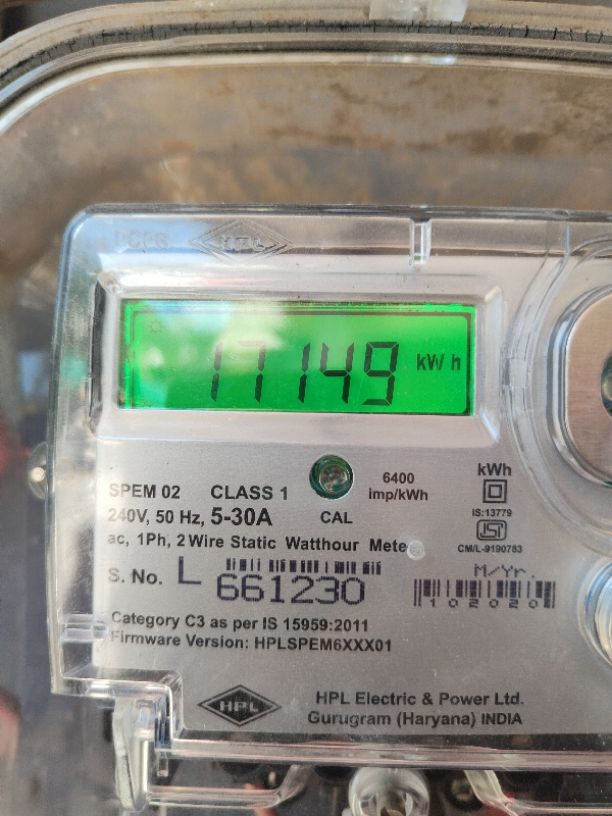 HPL
17149 kWh
SPEM 02 CLASS 1
6400 imp/kWh
kWh
240V, 50 Hz, 5-30A
CAL
IS:13779
ISI
CM/L-9190783
ac, 1Ph, 2 Wire Static Watthour Mete
S. No. L 661230
M/Yr.
102020
Category C3 as per IS 15959:2011
Firmware Version: HPLSPEM6XXX01
HPL
HPL Electric & Power Ltd.
Gurugram (Haryana) INDIA